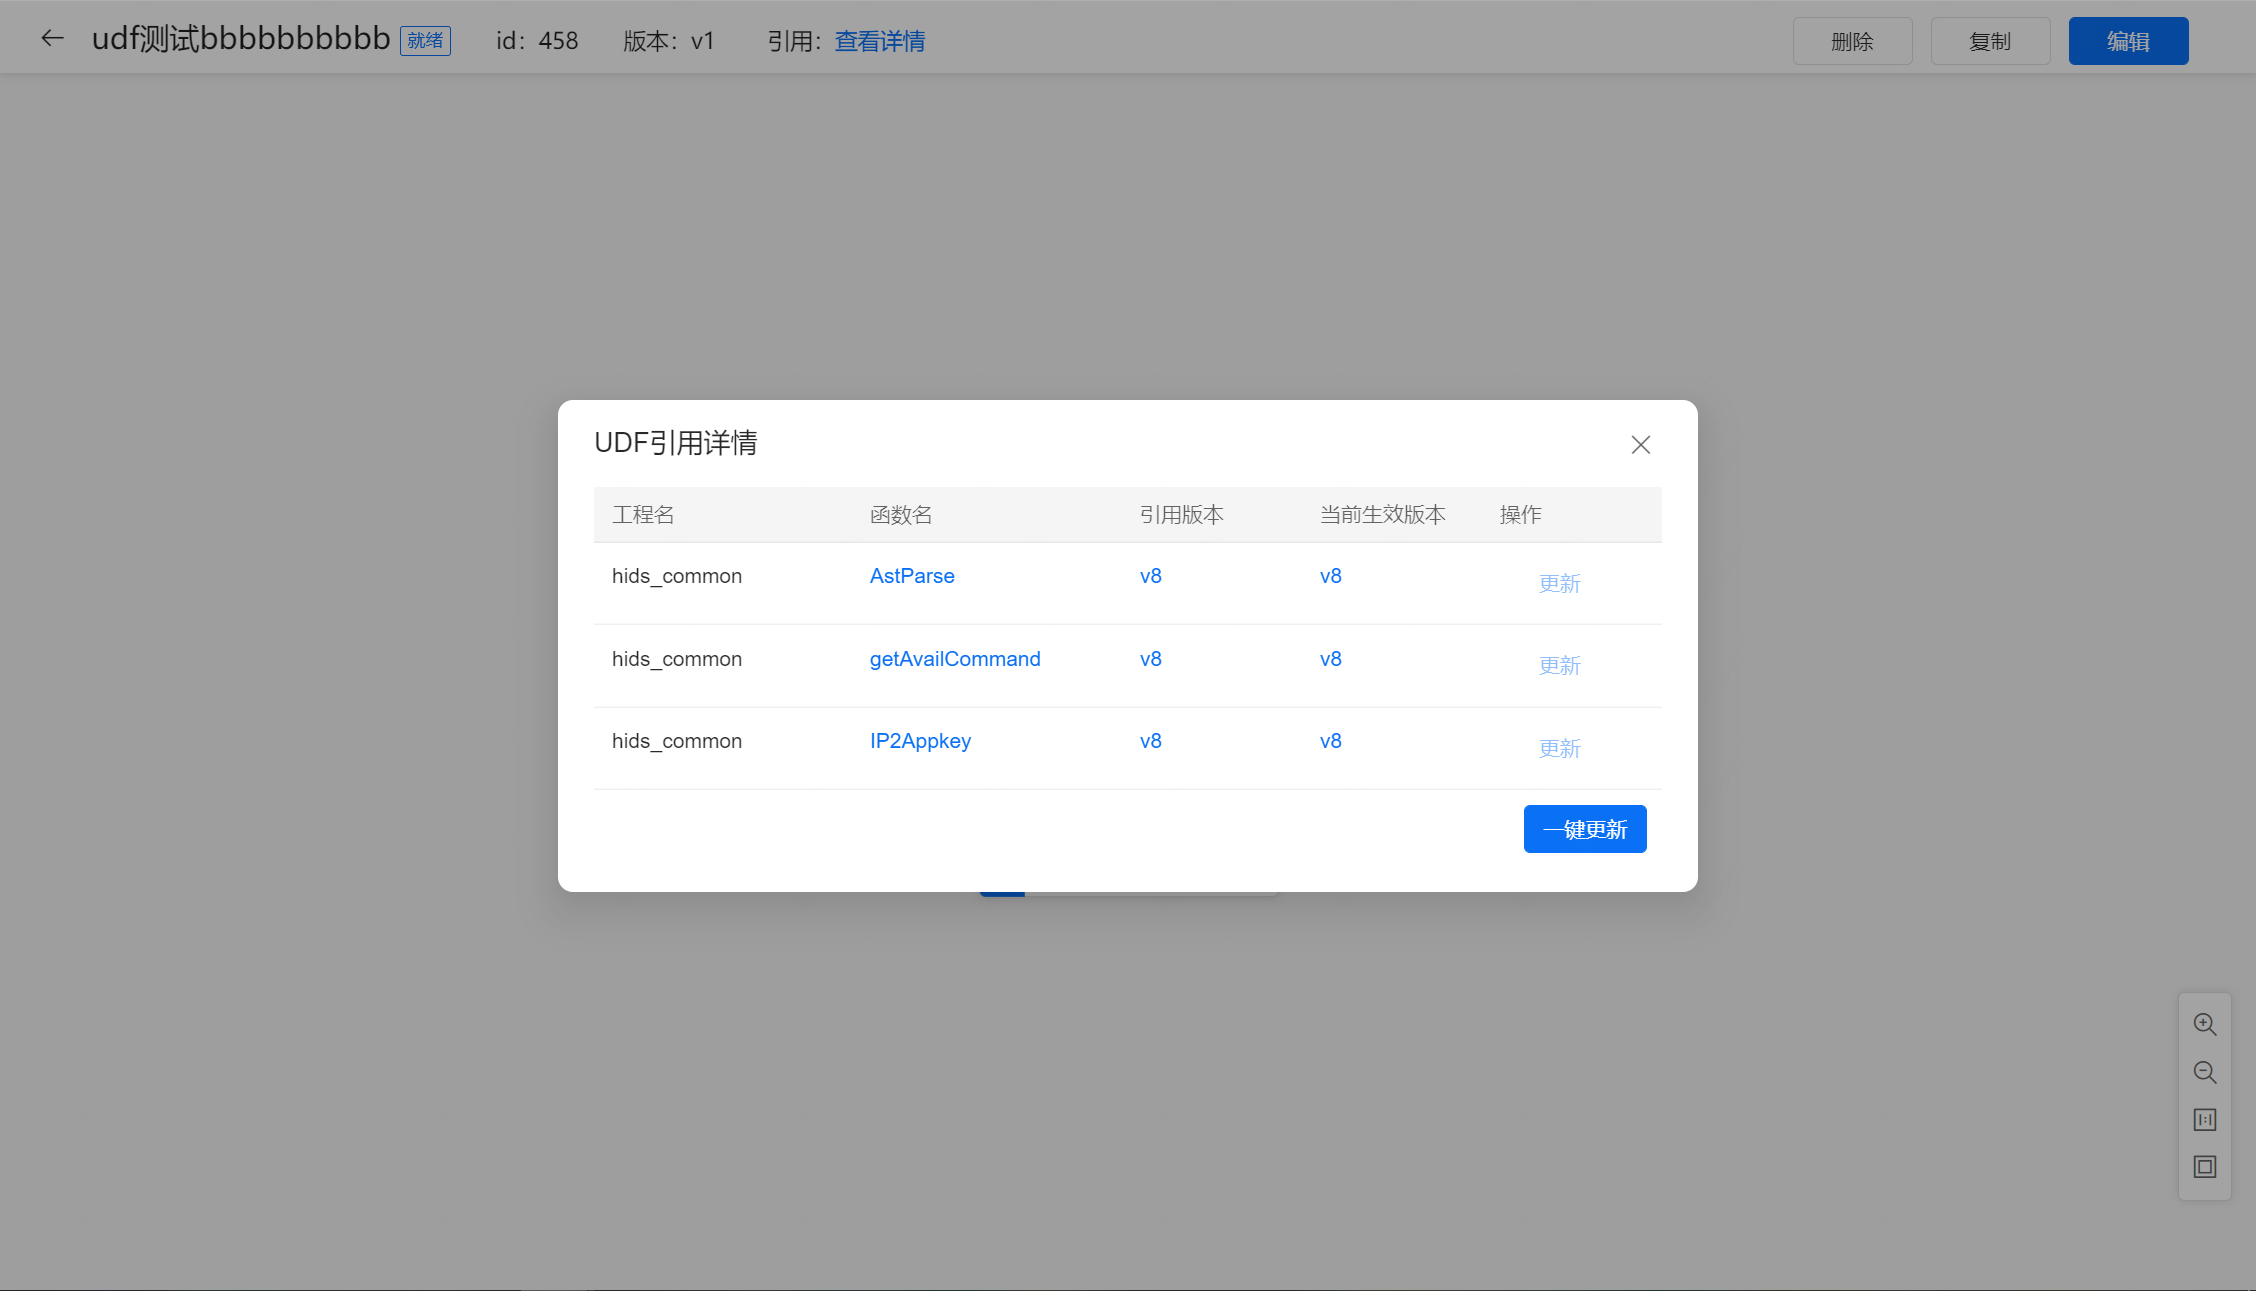 udf测试bbbbbbbbbb 就绪 id：458 版本：v1 引用：查看详情 删除 复制 编辑
UDF引用详情
工程名 函数名 引用版本 当前生效版本 操作
hids_common AstParse v8 v8 更新
hids_common getAvailCommand v8 v8 更新
hids_common IP2Appkey v8 v8 更新
一键更新